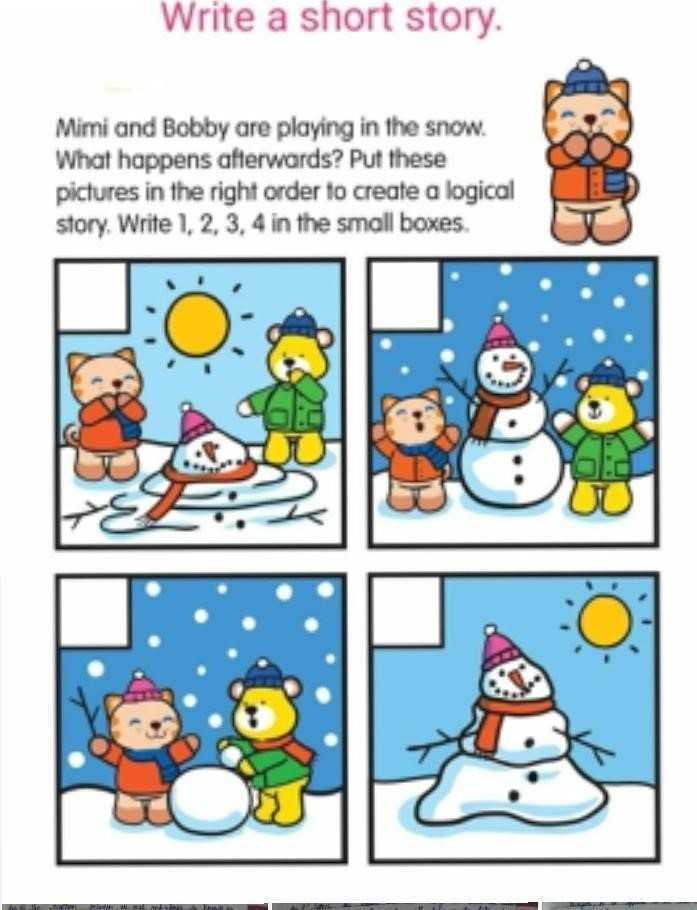 Write a short story.
Mimi and Bobby are playing in the snow.
What happens afterwards? Put these
pictures in the right order to create a logical
story. Write 1, 2, 3, 4 in the small boxes.